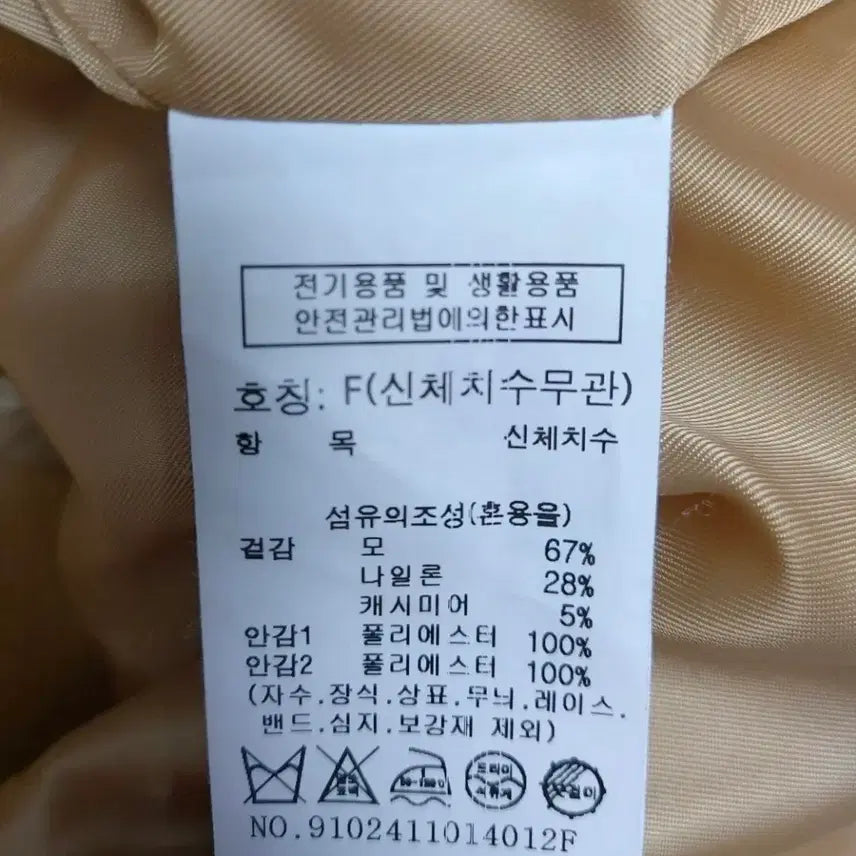 전기용품 및 생활용품
안전관리법에의한표시
호칭: F(신체치수무관)
항 목 신체치수
섬유의조성(혼용율)
겉감 모 67%
나일론 28%
캐시미어 5%
안감1 폴리에스터 100%
안감2 폴리에스터 100%
(자수.장식.상표.무늬.레이스.
밴드.심지.보강재 제외)
드라이
NO.9102411014012F